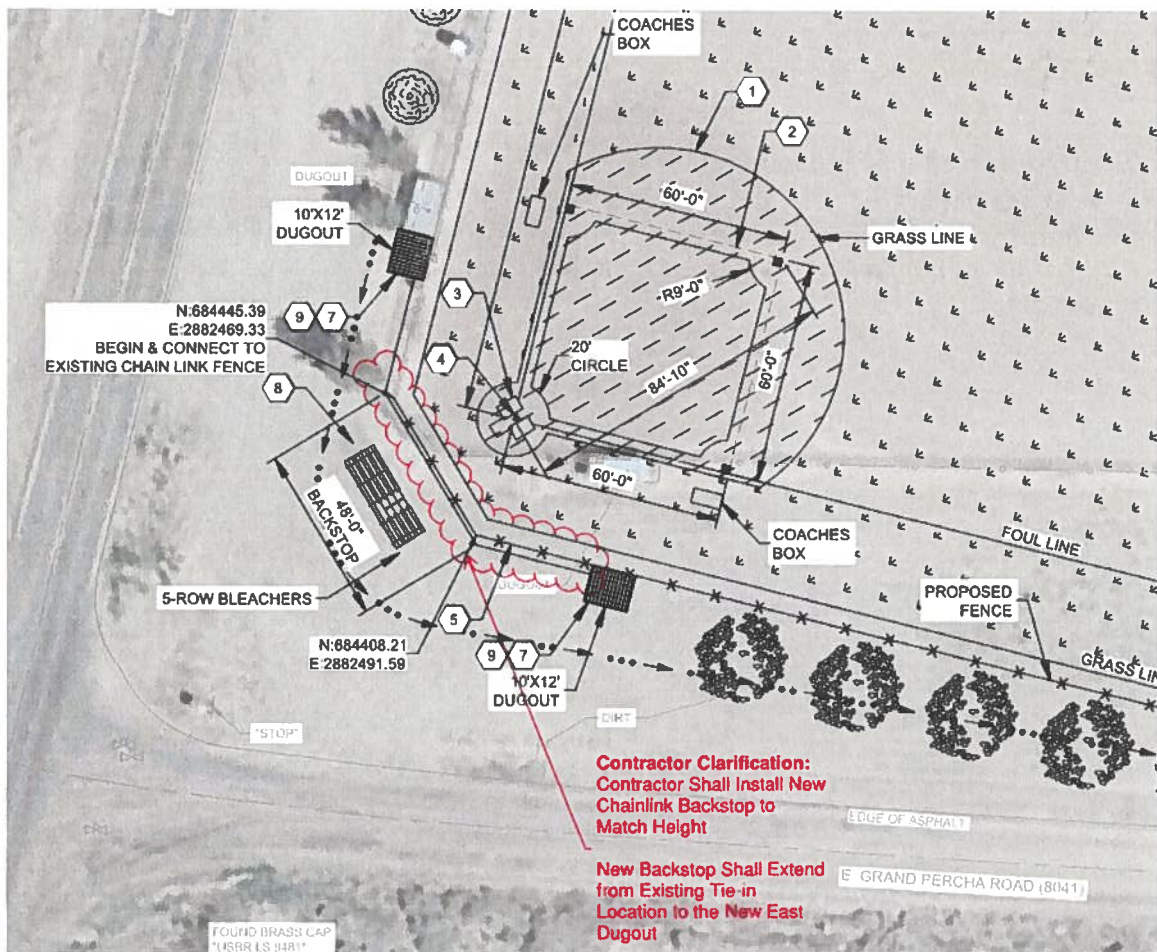 COACHES
BOX
1
2
DUGOUT
10'X12'
DUGOUT
60'-0"
GRASS LINE
R9'-0"
3
N:684445.39
E:2882469.33
BEGIN & CONNECT TO
EXISTING CHAIN LINK FENCE
9
7
4
20'
CIRCLE
84'-10"
60'-0"
8
60'-0"
48'-0"
BACKSTOP
COACHES
BOX
FOUL LINE
5-ROW BLEACHERS
PROPOSED
FENCE
5
N:684408.21
E:2882491.59
9
7
10'X12'
DUGOUT
GRASS LIN
DIRT
"STOP"
Contractor Clarification:
Contractor Shall Install New
Chainlink Backstop to
Match Height
EDGE OF ASPHALT
New Backstop Shall Extend
from Existing Tie-in
Location to the New East
Dugout
E GRAND PERCHA ROAD (8041)
FOUND BRASS CAP
"USBR LS 9481"